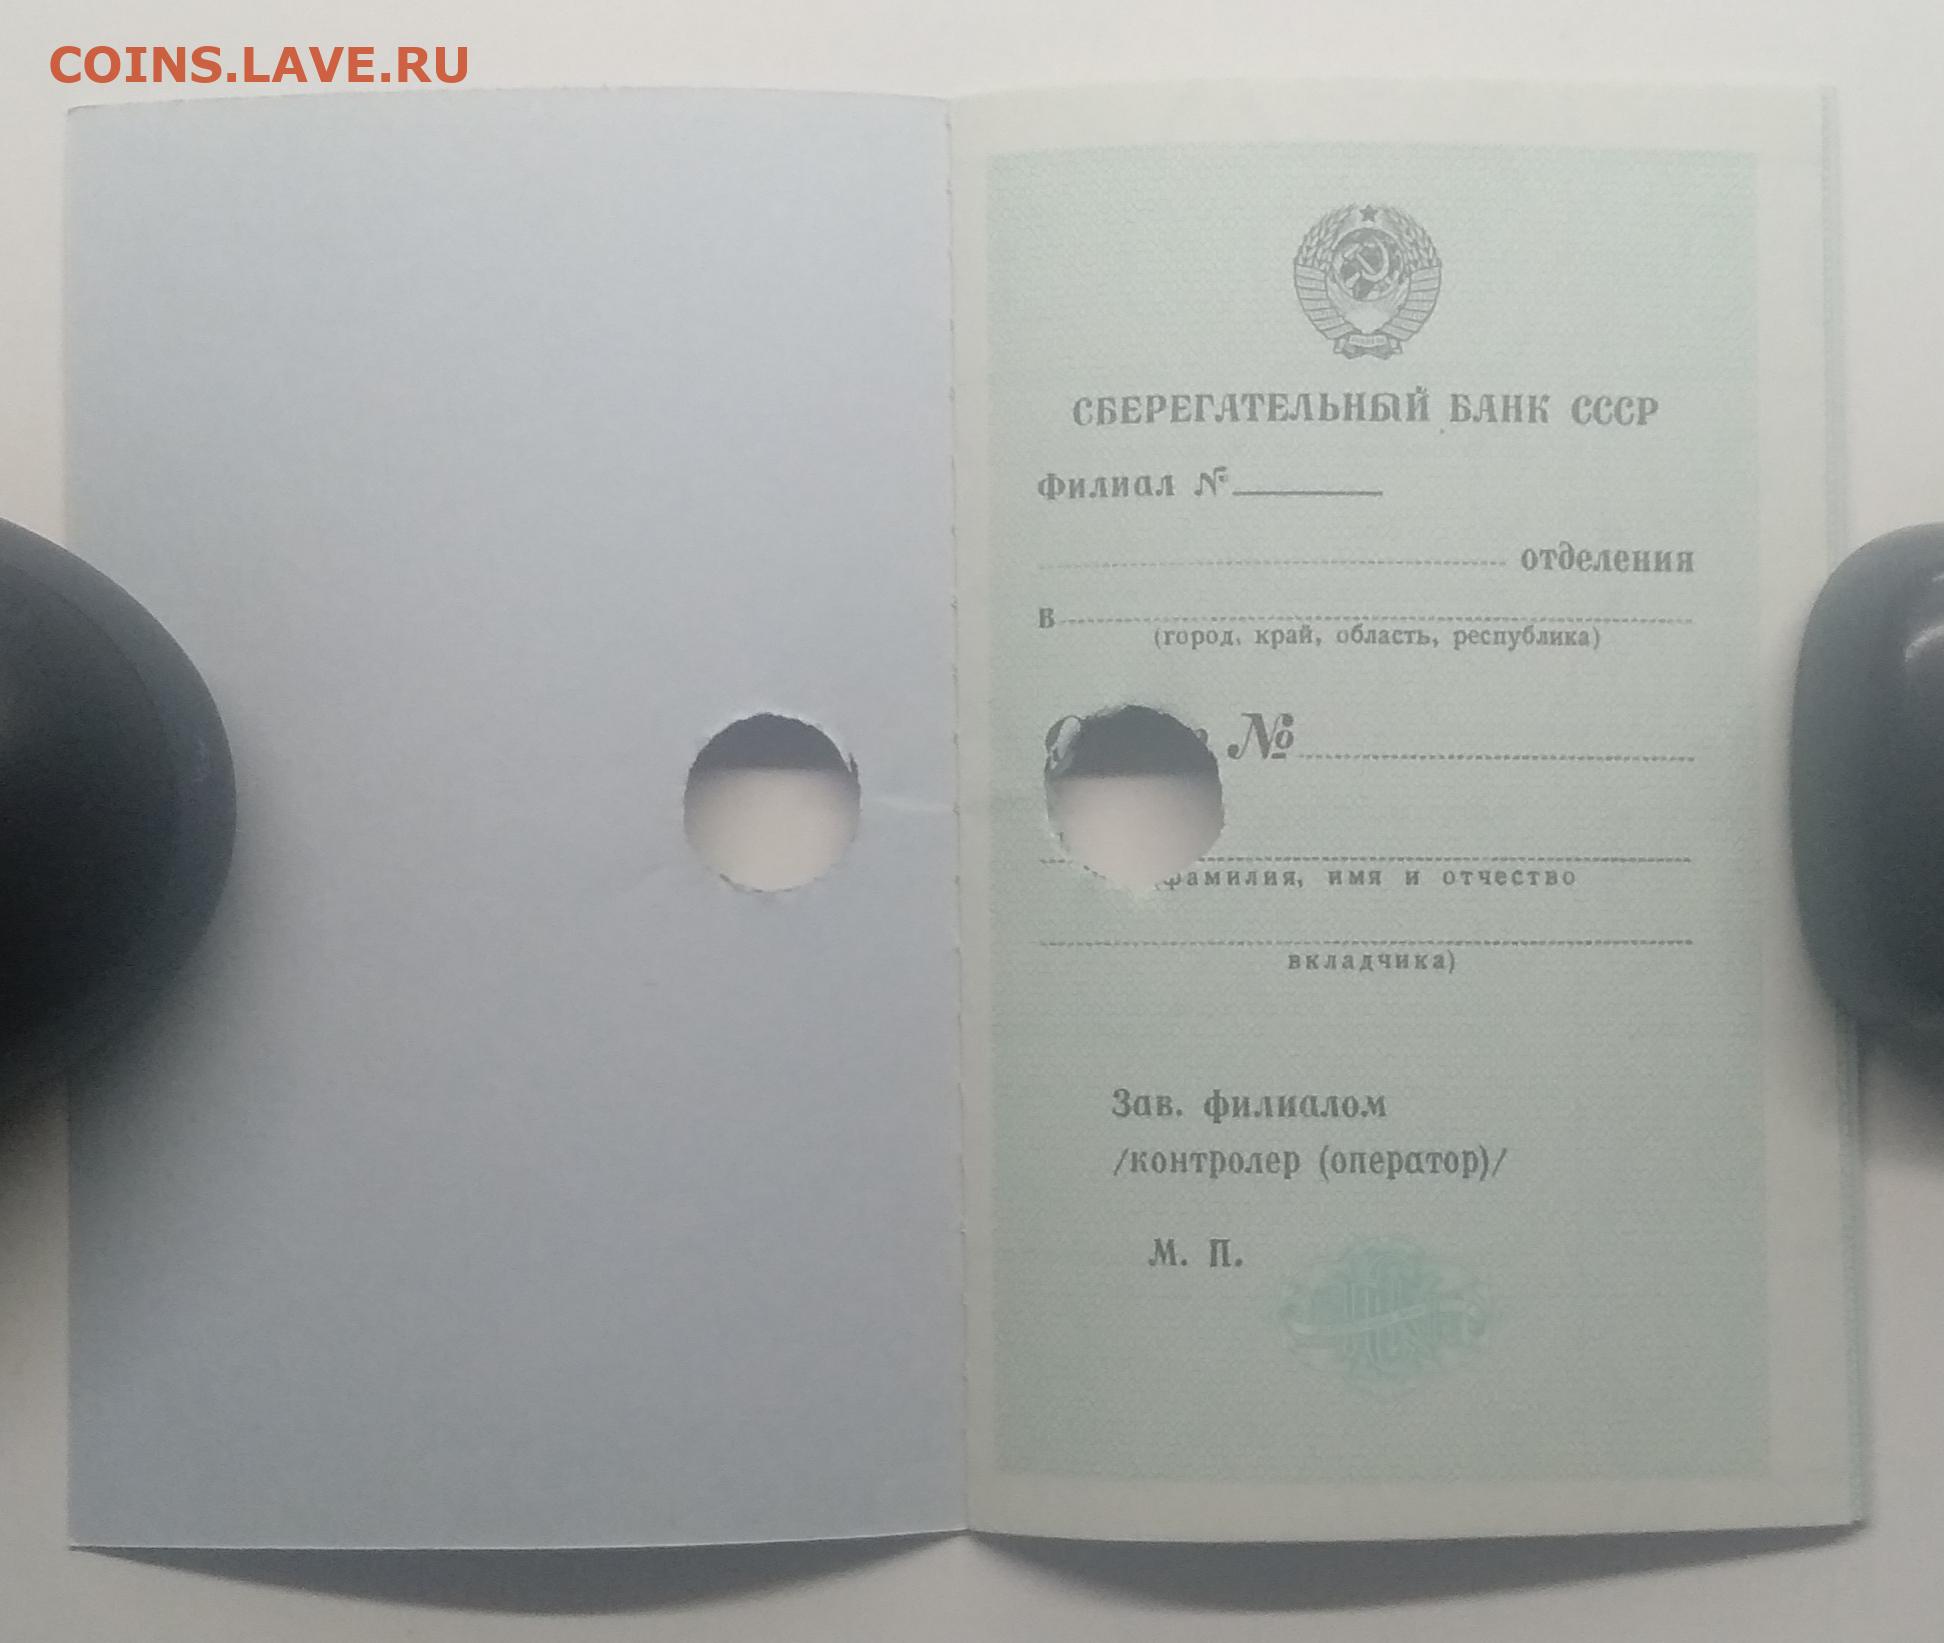 COINS.LAVE.RU
СБЕРЕГАТЕЛЬНЫЙ БАНК СССР
Филиал №
отделения
в
(город, край, область, республика)
№
имя и отчество
вкладчика)
Зав. филиалом
/контролер (оператор)/
М. П.